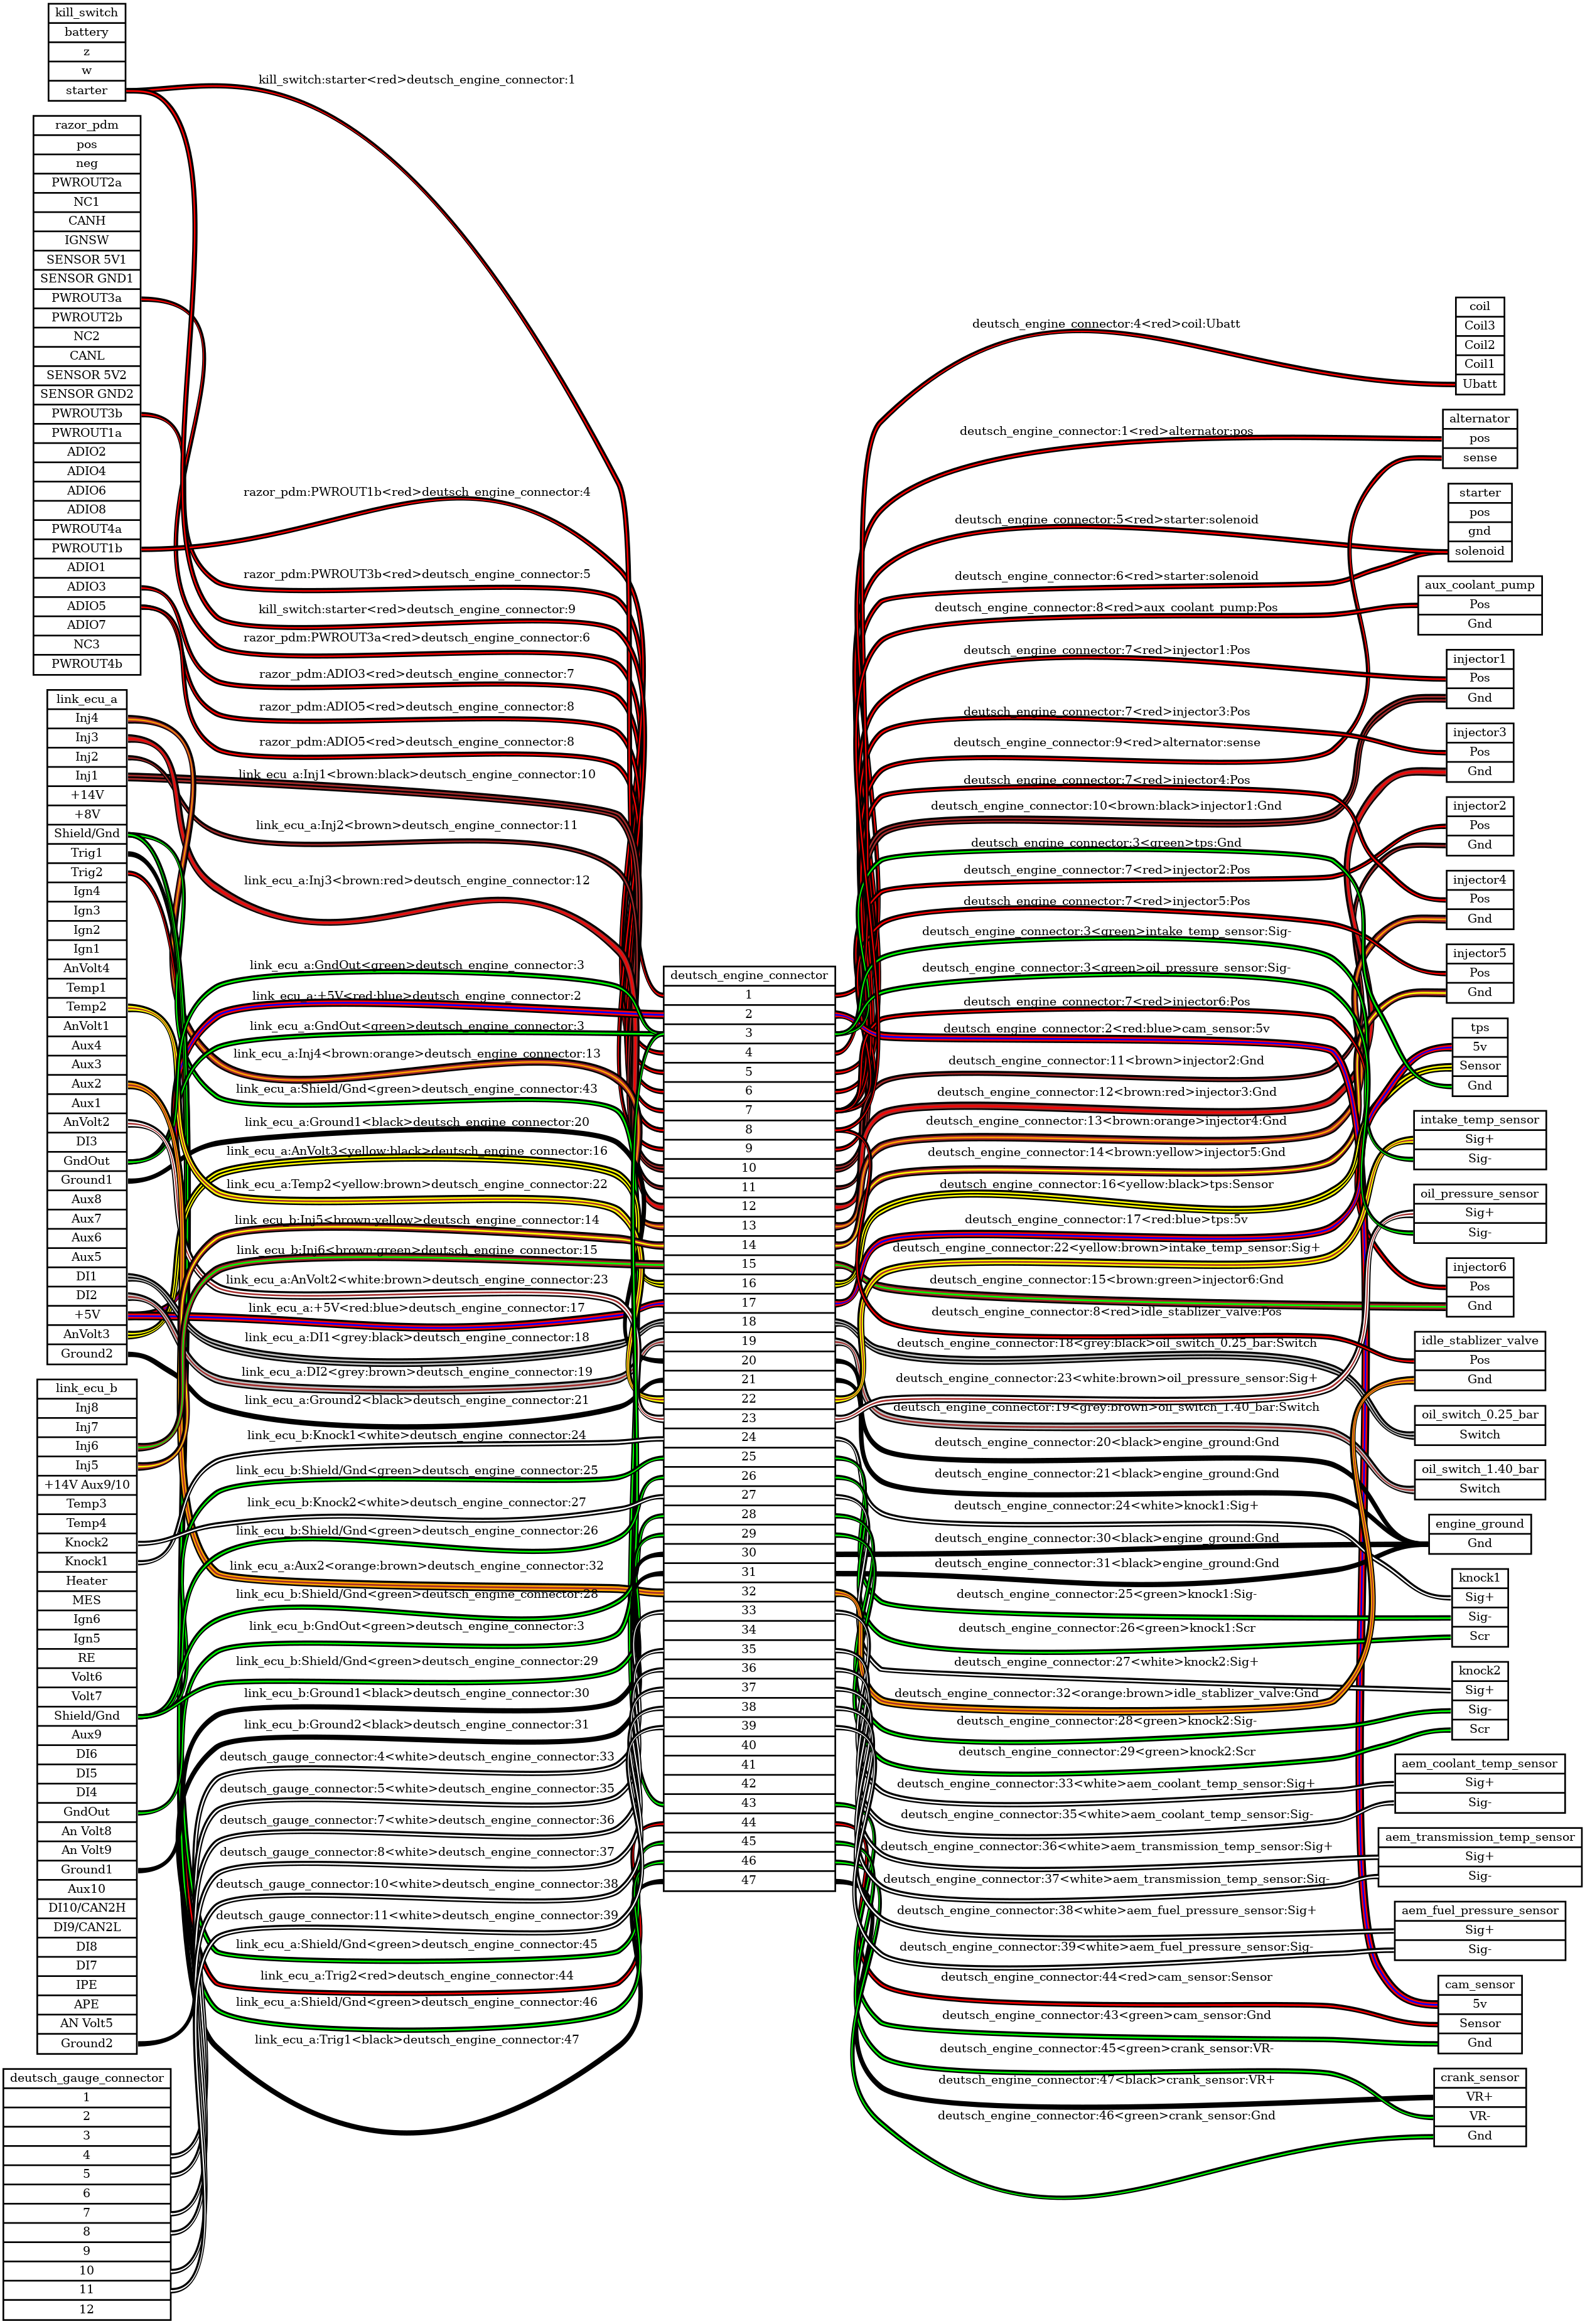 kill_switch
battery
z
w
starter
razor_pdm
pos
neg
PWROUT2a
NC1
CANH
IGNSW
SENSOR 5V1
SENSOR GND1
PWROUT3a
PWROUT2b
NC2
CANL
SENSOR 5V2
SENSOR GND2
PWROUT3b
PWROUT1a
ADIO2
ADIO4
ADIO6
ADIO8
PWROUT4a
PWROUT1b
ADIO1
ADIO3
ADIO5
ADIO7
NC3
PWROUT4b
link_ecu_a
Inj4
Inj3
Inj2
Inj1
+14V
+8V
Shield/Gnd
Trig1
Trig2
Ign4
Ign3
Ign2
Ign1
AnVolt4
Temp1
Temp2
AnVolt1
Aux4
Aux3
Aux2
Aux1
AnVolt2
DI3
GndOut
Ground1
Aux8
Aux7
Aux6
Aux5
DI1
DI2
+5V
AnVolt3
Ground2
link_ecu_b
Inj8
Inj7
Inj6
Inj5
+14V Aux9/10
Temp3
Temp4
Knock2
Knock1
Heater
MES
Ign6
Ign5
RE
Volt6
Volt7
Shield/Gnd
Aux9
DI6
DI5
DI4
GndOut
An Volt8
An Volt9
Ground1
Aux10
DI10/CAN2H
DI9/CAN2L
DI8
DI7
IPE
APE
AN Volt5
Ground2
deutsch_gauge_connector
1
2
3
4
5
6
7
8
9
10
11
12
kill_switch:starter<red>deutsch_engine_connector:1
razor_pdm:PWROUT1b<red>deutsch_engine_connector:4
razor_pdm:PWROUT3b<red>deutsch_engine_connector:5
kill_switch:starter<red>deutsch_engine_connector:9
razor_pdm:PWROUT3a<red>deutsch_engine_connector:6
razor_pdm:ADIO3<red>deutsch_engine_connector:7
razor_pdm:ADIO5<red>deutsch_engine_connector:8
razor_pdm:ADIO5<red>deutsch_engine_connector:8
link_ecu_a:Inj1<brown:black>deutsch_engine_connector:10
link_ecu_a:Inj2<brown>deutsch_engine_connector:11
link_ecu_a:Inj3<brown:red>deutsch_engine_connector:12
link_ecu_a:GndOut<green>deutsch_engine_connector:3
link_ecu_a:+5V<red:blue>deutsch_engine_connector:2
link_ecu_a:GndOut<green>deutsch_engine_connector:3
link_ecu_a:Inj4<brown:orange>deutsch_engine_connector:13
link_ecu_a:Shield/Gnd<green>deutsch_engine_connector:43
link_ecu_a:Ground1<black>deutsch_engine_connector:20
link_ecu_a:AnVolt3<yellow:black>deutsch_engine_connector:16
link_ecu_a:Temp2<yellow:brown>deutsch_engine_connector:22
link_ecu_b:Inj5<brown:yellow>deutsch_engine_connector:14
link_ecu_b:Inj6<brown:green>deutsch_engine_connector:15
link_ecu_a:AnVolt2<white:brown>deutsch_engine_connector:23
link_ecu_a:+5V<red:blue>deutsch_engine_connector:17
link_ecu_a:DI1<grey:black>deutsch_engine_connector:18
link_ecu_a:DI2<grey:brown>deutsch_engine_connector:19
link_ecu_a:Ground2<black>deutsch_engine_connector:21
link_ecu_b:Knock1<white>deutsch_engine_connector:24
link_ecu_b:Shield/Gnd<green>deutsch_engine_connector:25
link_ecu_b:Knock2<white>deutsch_engine_connector:27
link_ecu_b:Shield/Gnd<green>deutsch_engine_connector:26
link_ecu_a:Aux2<orange:brown>deutsch_engine_connector:32
link_ecu_b:Shield/Gnd<green>deutsch_engine_connector:28
link_ecu_b:GndOut<green>deutsch_engine_connector:3
link_ecu_b:Shield/Gnd<green>deutsch_engine_connector:29
link_ecu_b:Ground1<black>deutsch_engine_connector:30
link_ecu_b:Ground2<black>deutsch_engine_connector:31
deutsch_gauge_connector:4<white>deutsch_engine_connector:33
deutsch_gauge_connector:5<white>deutsch_engine_connector:35
deutsch_gauge_connector:7<white>deutsch_engine_connector:36
deutsch_gauge_connector:8<white>deutsch_engine_connector:37
deutsch_gauge_connector:10<white>deutsch_engine_connector:38
deutsch_gauge_connector:11<white>deutsch_engine_connector:39
link_ecu_a:Shield/Gnd<green>deutsch_engine_connector:45
link_ecu_a:Trig2<red>deutsch_engine_connector:44
link_ecu_a:Shield/Gnd<green>deutsch_engine_connector:46
link_ecu_a:Trig1<black>deutsch_engine_connector:47
deutsch_engine_connector
1
2
3
4
5
6
7
8
9
10
11
12
13
14
15
16
17
18
19
20
21
22
23
24
25
26
27
28
29
30
31
32
33
34
35
36
37
38
39
40
41
42
43
44
45
46
47
deutsch_engine_connector:4<red>coil:Ubatt
deutsch_engine_connector:1<red>alternator:pos
deutsch_engine_connector:5<red>starter:solenoid
deutsch_engine_connector:6<red>starter:solenoid
deutsch_engine_connector:8<red>aux_coolant_pump:Pos
deutsch_engine_connector:7<red>injector1:Pos
deutsch_engine_connector:7<red>injector3:Pos
deutsch_engine_connector:9<red>alternator:sense
deutsch_engine_connector:7<red>injector4:Pos
deutsch_engine_connector:10<brown:black>injector1:Gnd
deutsch_engine_connector:3<green>tps:Gnd
deutsch_engine_connector:7<red>injector2:Pos
deutsch_engine_connector:7<red>injector5:Pos
deutsch_engine_connector:3<green>intake_temp_sensor:Sig-
deutsch_engine_connector:3<green>oil_pressure_sensor:Sig-
deutsch_engine_connector:7<red>injector6:Pos
deutsch_engine_connector:2<red:blue>cam_sensor:5v
deutsch_engine_connector:11<brown>injector2:Gnd
deutsch_engine_connector:12<brown:red>injector3:Gnd
deutsch_engine_connector:13<brown:orange>injector4:Gnd
deutsch_engine_connector:14<brown:yellow>injector5:Gnd
deutsch_engine_connector:16<yellow:black>tps:Sensor
deutsch_engine_connector:17<red:blue>tps:5v
deutsch_engine_connector:22<yellow:brown>intake_temp_sensor:Sig+
deutsch_engine_connector:15<brown:green>injector6:Gnd
deutsch_engine_connector:8<red>idle_stablizer_valve:Pos
deutsch_engine_connector:18<grey:black>oil_switch_0.25_bar:Switch
deutsch_engine_connector:23<white:brown>oil_pressure_sensor:Sig+
deutsch_engine_connector:19<grey:brown>oil_switch_1.40_bar:Switch
deutsch_engine_connector:20<black>engine_ground:Gnd
deutsch_engine_connector:21<black>engine_ground:Gnd
deutsch_engine_connector:24<white>knock1:Sig+
deutsch_engine_connector:30<black>engine_ground:Gnd
deutsch_engine_connector:31<black>engine_ground:Gnd
deutsch_engine_connector:25<green>knock1:Sig-
deutsch_engine_connector:26<green>knock1:Scr
deutsch_engine_connector:27<white>knock2:Sig+
deutsch_engine_connector:32<orange:brown>idle_stablizer_valve:Gnd
deutsch_engine_connector:28<green>knock2:Sig-
deutsch_engine_connector:29<green>knock2:Scr
deutsch_engine_connector:33<white>aem_coolant_temp_sensor:Sig+
deutsch_engine_connector:35<white>aem_coolant_temp_sensor:Sig-
deutsch_engine_connector:36<white>aem_transmission_temp_sensor:Sig+
deutsch_engine_connector:37<white>aem_transmission_temp_sensor:Sig-
deutsch_engine_connector:38<white>aem_fuel_pressure_sensor:Sig+
deutsch_engine_connector:39<white>aem_fuel_pressure_sensor:Sig-
deutsch_engine_connector:44<red>cam_sensor:Sensor
deutsch_engine_connector:43<green>cam_sensor:Gnd
deutsch_engine_connector:45<green>crank_sensor:VR-
deutsch_engine_connector:47<black>crank_sensor:VR+
deutsch_engine_connector:46<green>crank_sensor:Gnd
coil
Coil3
Coil2
Coil1
Ubatt
alternator
pos
sense
starter
pos
gnd
solenoid
aux_coolant_pump
Pos
Gnd
injector1
Pos
Gnd
injector3
Pos
Gnd
injector2
Pos
Gnd
injector4
Pos
Gnd
injector5
Pos
Gnd
tps
5v
Sensor
Gnd
intake_temp_sensor
Sig+
Sig-
oil_pressure_sensor
Sig+
Sig-
injector6
Pos
Gnd
idle_stablizer_valve
Pos
Gnd
oil_switch_0.25_bar
Switch
oil_switch_1.40_bar
Switch
engine_ground
Gnd
knock1
Sig+
Sig-
Scr
knock2
Sig+
Sig-
Scr
aem_coolant_temp_sensor
Sig+
Sig-
aem_transmission_temp_sensor
Sig+
Sig-
aem_fuel_pressure_sensor
Sig+
Sig-
cam_sensor
5v
Sensor
Gnd
crank_sensor
VR+
VR-
Gnd